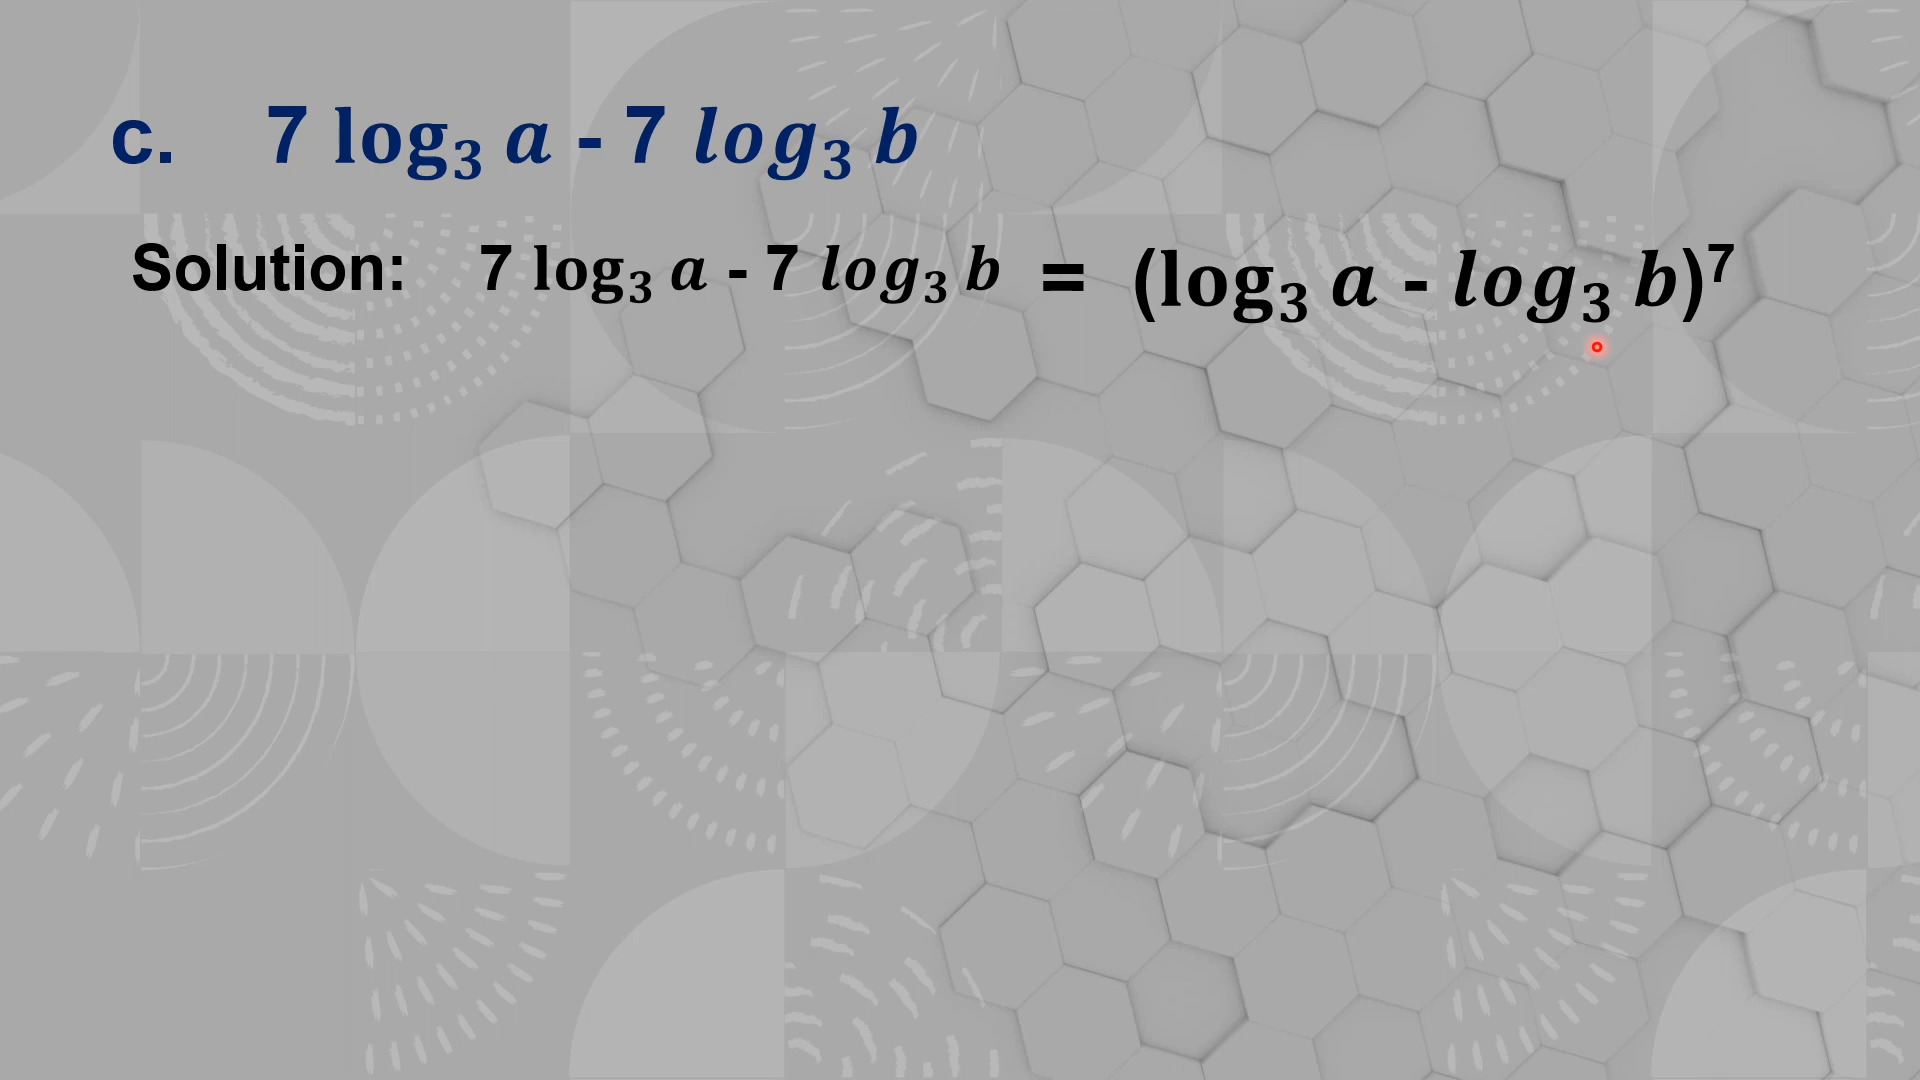 c. 7 log₃ a - 7 log₃ b
Solution: 7 log₃ a - 7 log₃ b = (log₃ a - log₃ b)⁷